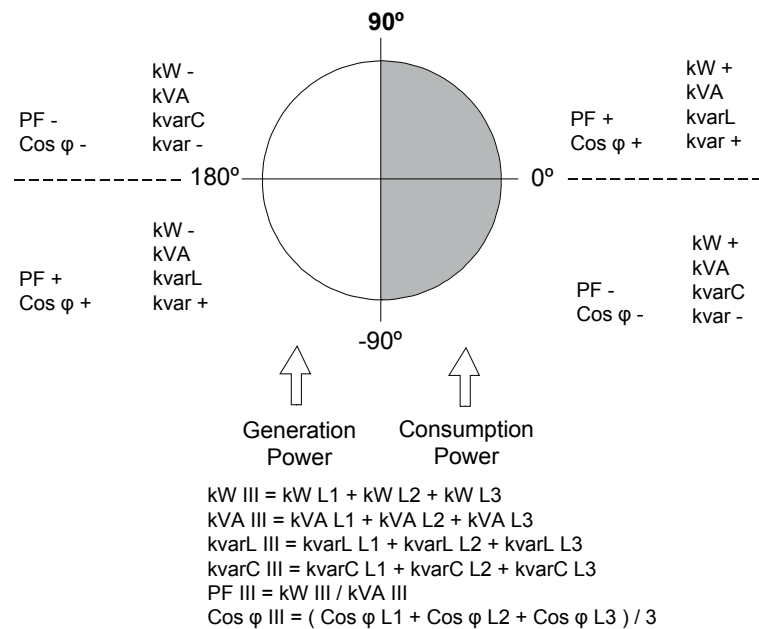 90º
kW -
kVA
kvarC
kvar -
PF -
Cos φ -
kW +
kVA
kvarL
kvar +
PF +
Cos φ +
180º
0º
kW -
kVA
kvarL
kvar +
PF +
Cos φ +
kW +
kVA
kvarC
kvar -
PF -
Cos φ -
-90º
Generation
Power
Consumption
Power
kW III = kW L1 + kW L2 + kW L3
kVA III = kVA L1 + kVA L2 + kVA L3
kvarL III = kvarL L1 + kvarL L2 + kvarL L3
kvarC III = kvarC L1 + kvarC L2 + kvarC L3
PF III = kW III / kVA III
Cos φ III = ( Cos φ L1 + Cos φ L2 + Cos φ L3 ) / 3